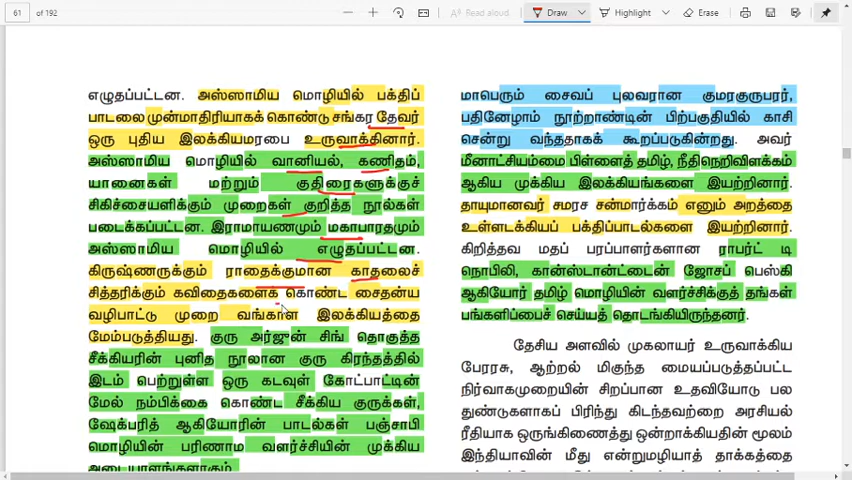 61 of 192
Read aloud
Draw
Highlight
Erase
எழுதப்பட்டன. அஸ்ஸாமிய மொழியில் பக்திப்
பாடலை முன்மாதிரியாகக் கொண்டு சங்கர தேவர்
ஒரு புதிய இலக்கியமரபை உருவாக்கினார்.
அஸ்ஸாமிய மொழியில் வானியல், கணிதம்,
யானைகள் மற்றும் குதிரைகளுக்குச்
சிகிச்சையளிக்கும் முறைகள் குறித்த நூல்கள்
படைக்கப்பட்டன. இராமாயணமும் மகாபாரதமும்
அஸ்ஸாமிய மொழியில் எழுதப்பட்டன.
கிருஷ்ணருக்கும் ராதைக்குமான காதலைச்
சித்தரிக்கும் கவிதைகளைக் கொண்ட சைதன்ய
வழிபாட்டு முறை வங்காள இலக்கியத்தை
மேம்படுத்தியது. குரு அர்ஜுன் சிங் தொகுத்த
சீக்கியரின் புனித நூலான குரு கிரந்தத்தில்
இடம் பெற்றுள்ள ஒரு கடவுள் கோட்பாட்டின்
மேல் நம்பிக்கை கொண்ட சீக்கிய குருக்கள்,
ஷேக்பரித் ஆகியோரின் பாடல்கள் பஞ்சாபி
மொழியின் பரிணாம வளர்ச்சியின் முக்கிய
அடையாளங்களாகும்.
மாபெரும் சைவப் புலவரான குமரகுருபரர்,
பதினேழாம் நூற்றாண்டின் பிற்பகுதியில் காசி
சென்று வந்ததாகக் கூறப்படுகின்றது. அவர்
மீனாட்சியம்மை பிள்ளைத் தமிழ், நீதிநெறிவிளக்கம்
ஆகிய முக்கிய இலக்கியங்களை இயற்றினார்.
தாயுமானவர் சமரச சன்மார்க்கம் எனும் அறத்தை
உள்ளடக்கியப் பக்திப்பாடல்களை இயற்றினார்.
கிறித்தவ மதப் பரப்பாளர்களான ராபர்ட் டி
நொபிலி, கான்ஸ்டான்டைன் ஜோசப் பெஸ்கி
ஆகியோர் தமிழ் மொழியின் வளர்ச்சிக்குத் தங்கள்
பங்களிப்பைச் செய்யத் தொடங்கியிருந்தனர்.
தேசிய அளவில் முகலாயர் உருவாக்கிய
பேரரசு, ஆற்றல் மிகுந்த மையப்படுத்தப்பட்ட
நிர்வாகமுறையின் சிறப்பான உதவியோடு பல
துண்டுகளாகப் பிரிந்து கிடந்தவற்றை அரசியல்
ரீதியாக ஒருங்கிணைத்து ஒன்றாக்கியதின் மூலம்
இந்தியாவின் மீது என்றுமழியாத் தாக்கத்தை